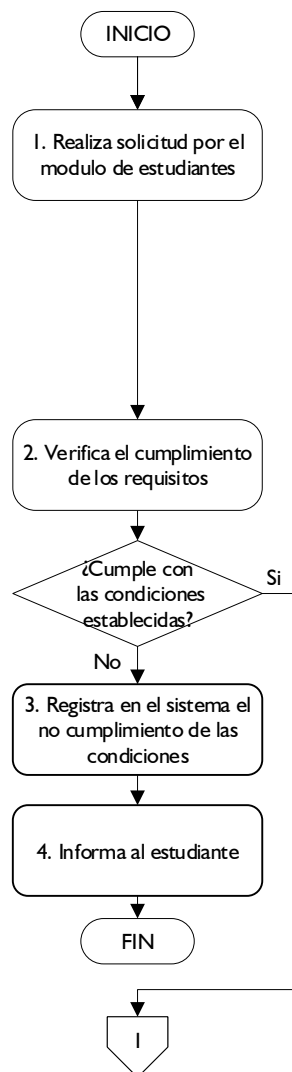 INICIO
1. Realiza solicitud por el
modulo de estudiantes
2. Verifica el cumplimiento
de los requisitos
¿Cumple con
las condiciones
establecidas?
Si
No
3. Registra en el sistema el
no cumplimiento de las
condiciones
4. Informa al estudiante
FIN
1